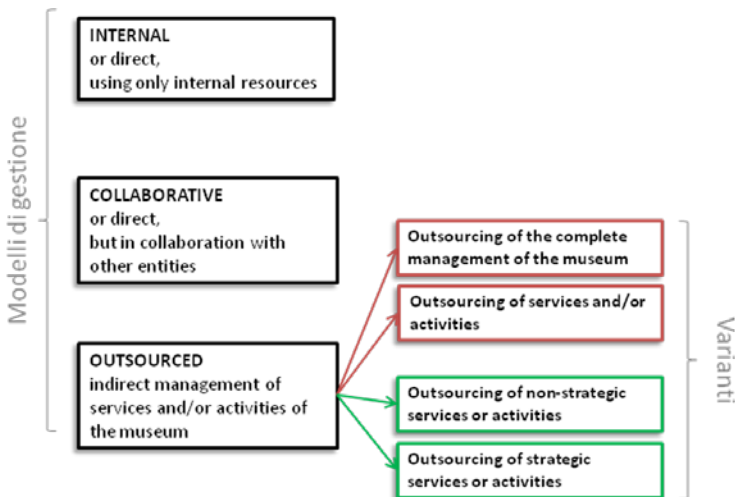 Modelli di gestione
INTERNAL
or direct,
using only internal resources
COLLABORATIVE
or direct,
but in collaboration with
other entities
OUTSOURCED
indirect management of
services and/or activities of
the museum
Outsourcing of the complete
management of the museum
Outsourcing of services and/or
activities
Outsourcing of non-strategic
services or activities
Outsourcing of strategic
services or activities
Varianti